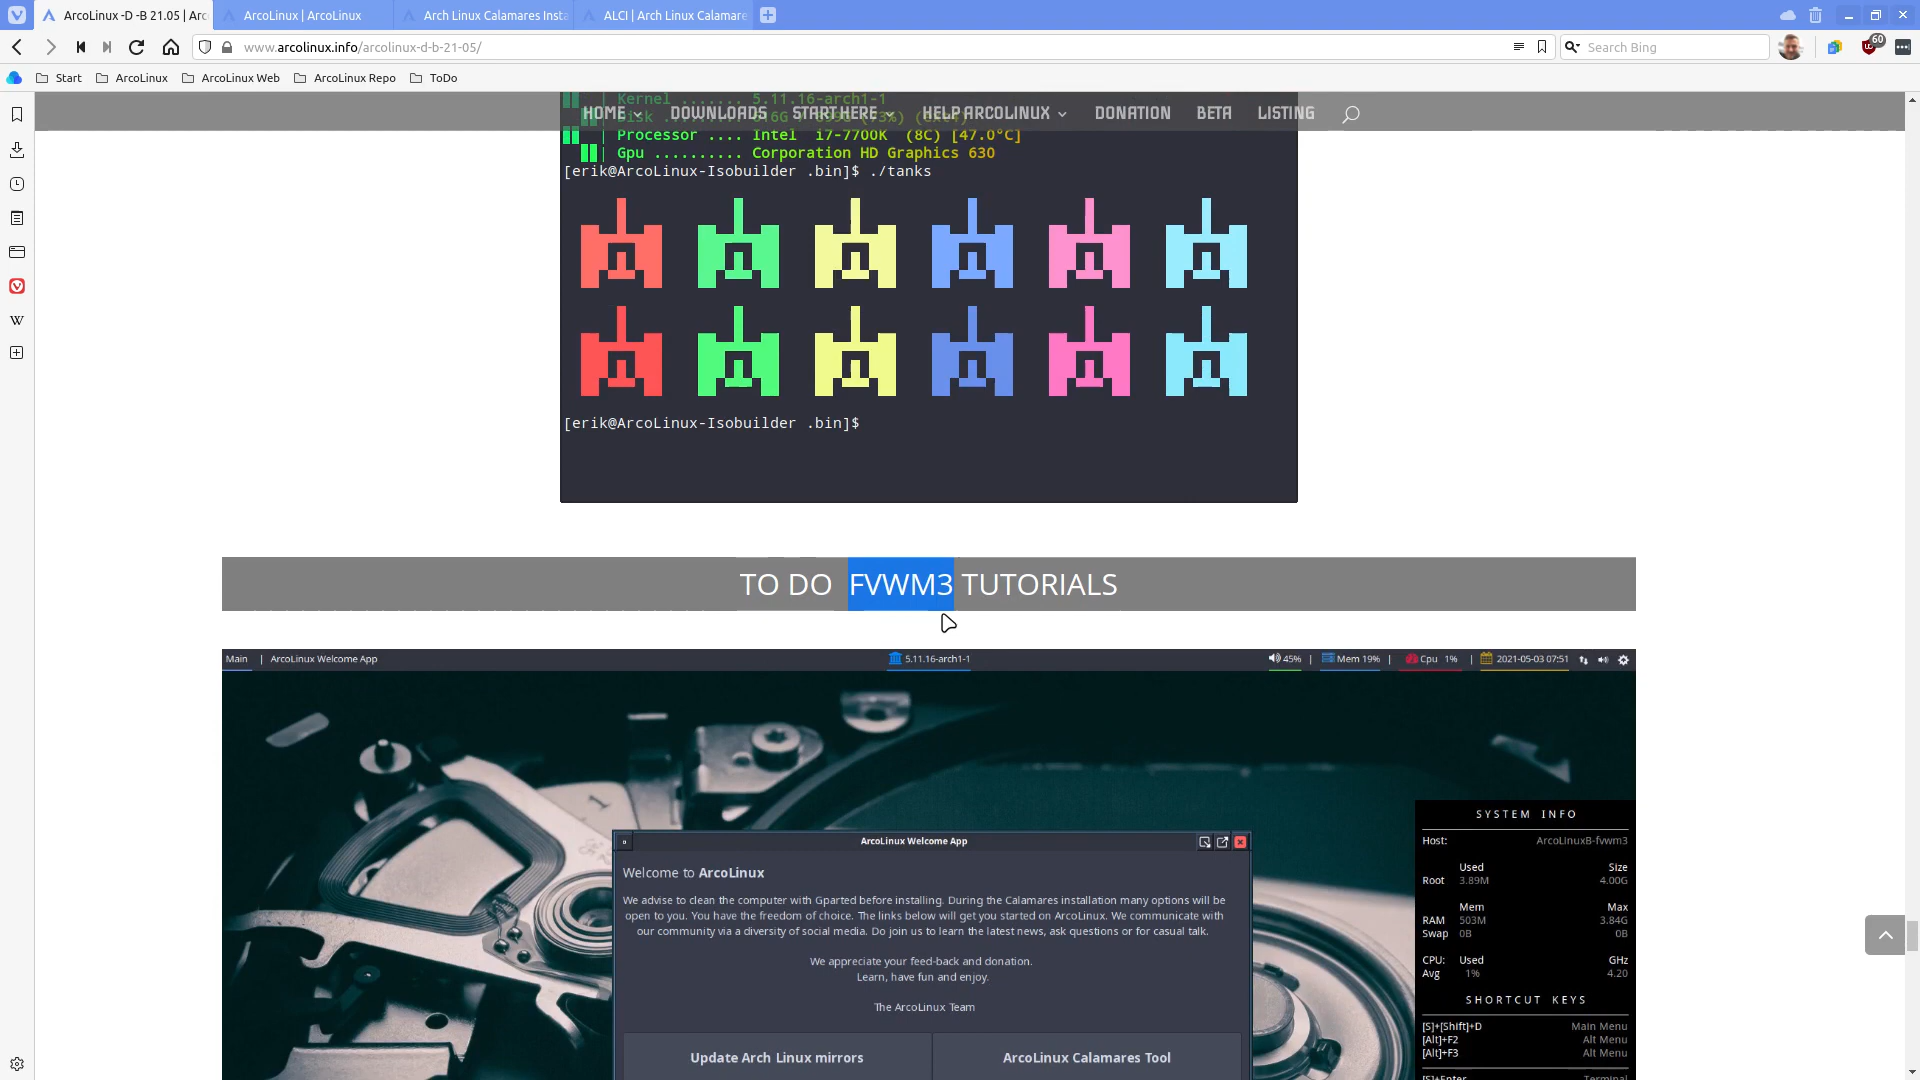 ArcoLinux -D -B 21.05 | Arc
ArcoLinux | ArcoLinux
Arch Linux Calamares Insta
ALCI | Arch Linux Calamare
www.arcolinux.info/arcolinux-d-b-21-05/
Search Bing
60
Start
ArcoLinux
ArcoLinux Web
ArcoLinux Repo
ToDo
HOME
DOWNLOADS
START HERE
HELP ARCOLINUX
DONATION
BETA
LISTING
Kernel ....... 5.11.16-arch1-1
Processor .... Intel i7-7700K (8C) [47.0°C]
Gpu .......... Corporation HD Graphics 630
[erik@ArcoLinux-Isobuilder .bin]$ ./tanks
[erik@ArcoLinux-Isobuilder .bin]$
TO DO FVWM3 TUTORIALS
Main | ArcoLinux Welcome App
5.11.16-arch1-1
45% | Mem 19% | Cpu 1% | 2021-05-03 07:51
ArcoLinux Welcome App
Welcome to ArcoLinux
We advise to clean the computer with Gparted before installing. During the Calamares installation many options will be
open to you. You have the freedom of choice. The links below will get you started on ArcoLinux. We communicate with
our community via a diversity of social media. Do join us to learn the latest news, ask questions or for casual talk.
We appreciate your feed-back and donation.
Learn, have fun and enjoy.
The ArcoLinux Team
Update Arch Linux mirrors
ArcoLinux Calamares Tool
SYSTEM INFO
Host: ArcoLinuxB-fvwm3
Used Size
Root 3.89M 4.00G
Mem Max
RAM 503M 3.84G
Swap 0B 0B
CPU: Used GHz
Avg 1% 4.20
SHORTCUT KEYS
[S]+[Shift]+D Main Menu
[Alt]+F2 Alt Menu
[Alt]+F3 Alt Menu
[S]+Enter Terminal